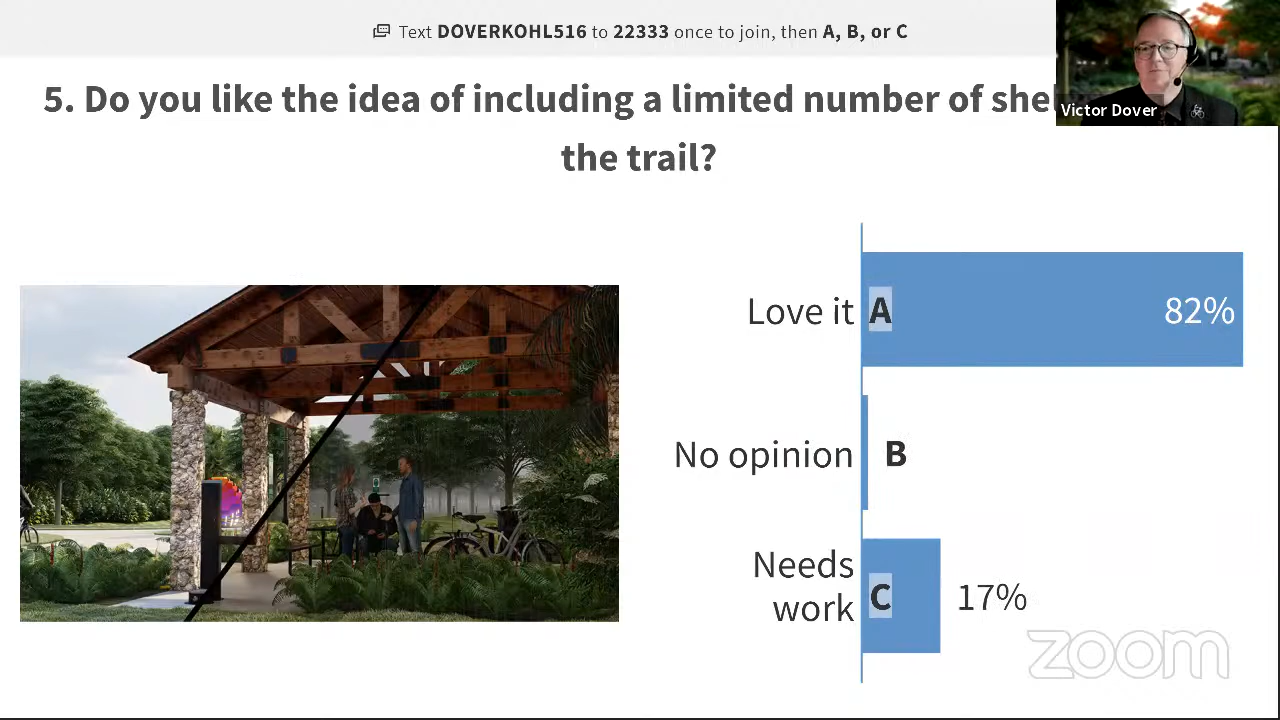 Text DOVERKOHL516 to 22333 once to join, then A, B, or C
5. Do you like the idea of including a limited number of
the trail?
Victor Dover
Love it A 82%
No opinion B
Needs
work C 17%
zoom